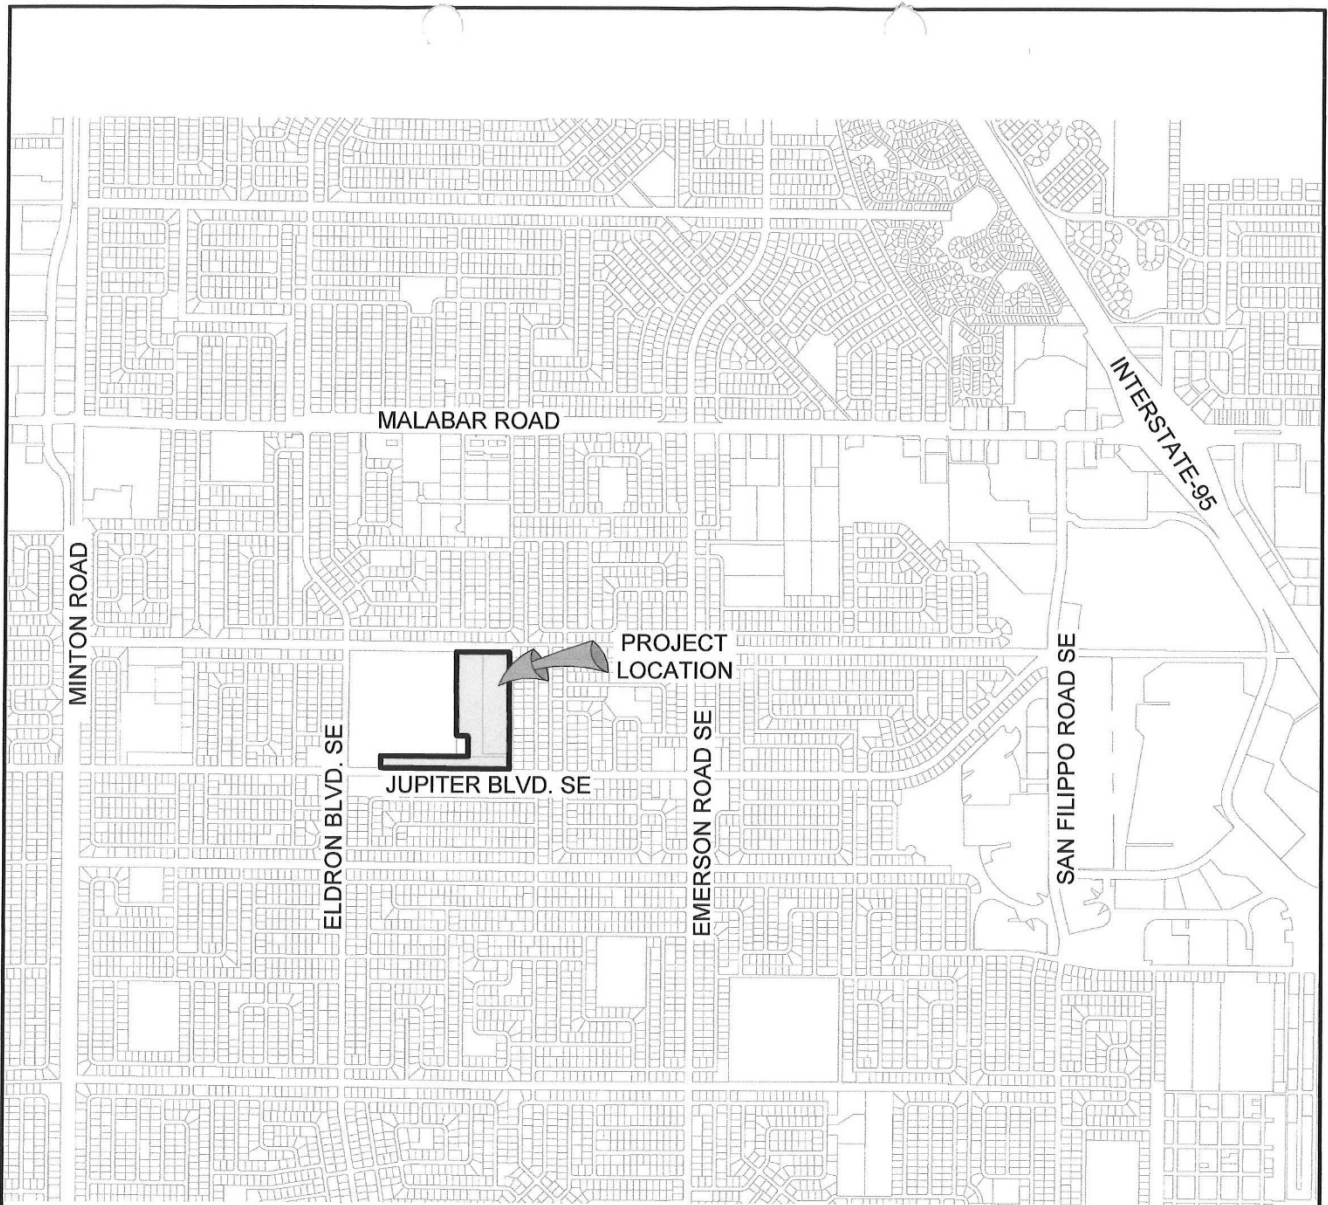 MALABAR ROAD
INTERSTATE-95
MINTON ROAD
PROJECT
LOCATION
ELDRON BLVD. SE
JUPITER BLVD. SE
EMERSON ROAD SE
SAN FILIPPO ROAD SE